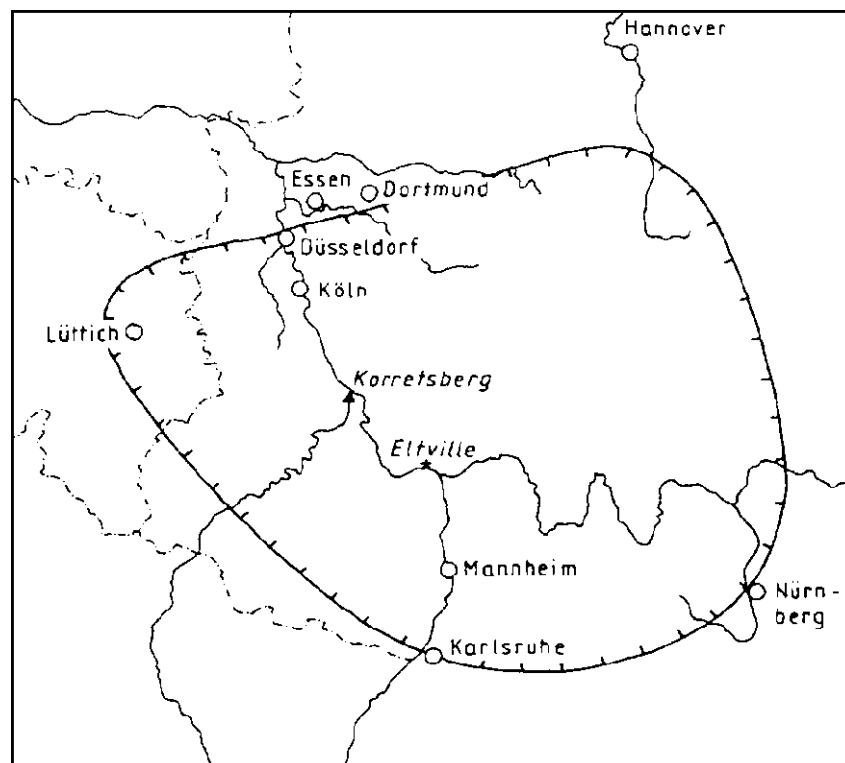 Hannover
Essen
Dortmund
Düsseldorf
Köln
Lüttich
Korretsberg
Eltville
Mannheim
Nürn-
berg
Karlsruhe